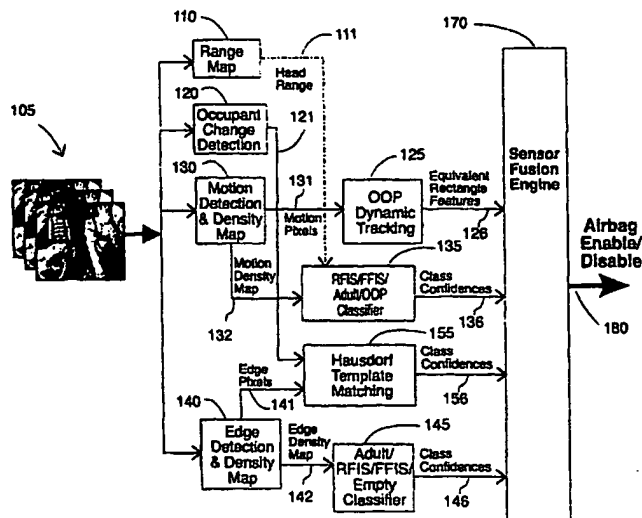 110
Range
Map
111
Head
Range
170
105
120
Occupant
Change
Detection
121
130
Motion
Detection
& Density
Map
131
Motion
Pixels
125
OOP
Dynamic
Tracking
Equivalent
Rectangle
Features
126
Sensor
Fusion
Engine
Airbag
Enable/
Disable
180
Motion
Density
Map
132
135
RFIS/FFIS/
Adult/OOP
Classifier
Class
Confidences
136
155
Hausdorf
Template
Matching
Class
Confidences
156
Edge
Pixels
141
140
Edge
Detection
& Density
Map
Edge
Density
Map
142
145
Adult/
RFIS/FFIS/
Empty
Classifier
Class
Confidences
146